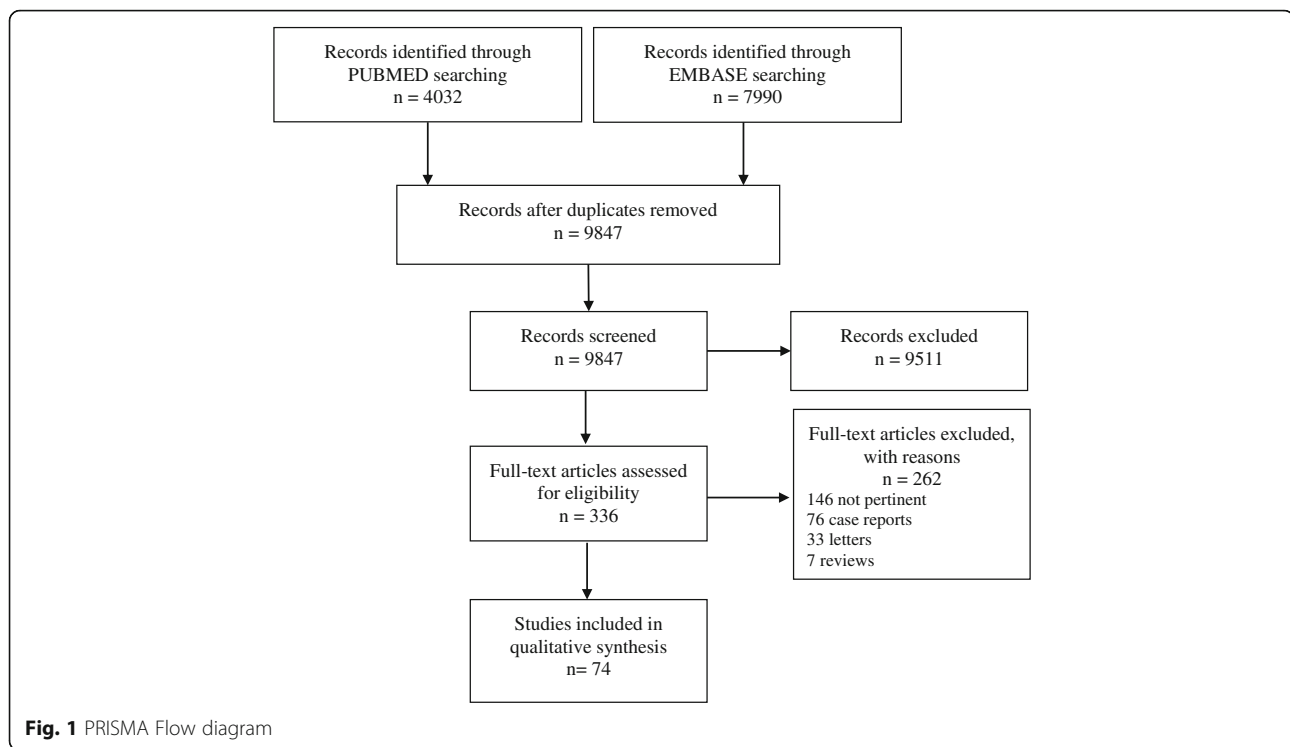 Records identified through
PUBMED searching
n = 4032
Records identified through
EMBASE searching
n = 7990
Records after duplicates removed
n = 9847
Records screened
n = 9847
Records excluded
n = 9511
Full-text articles assessed
for eligibility
n = 336
Full-text articles excluded,
with reasons
n = 262
146 not pertinent
76 case reports
33 letters
7 reviews
Studies included in
qualitative synthesis
n= 74
Fig. 1 PRISMA Flow diagram